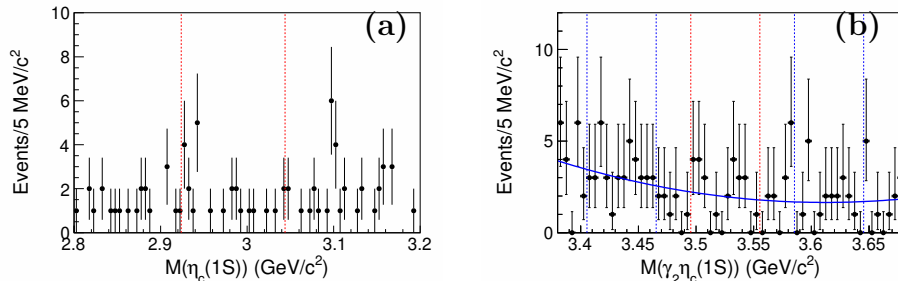 (a)
Events/5 MeV/c²
10
8
6
4
2
0
2.8 2.9 3 3.1 3.2
M(η_c(1S)) (GeV/c²)
(b)
Events/5 MeV/c²
10
5
0
3.4 3.45 3.5 3.55 3.6 3.65
M(γ₂η_c(1S)) (GeV/c²)